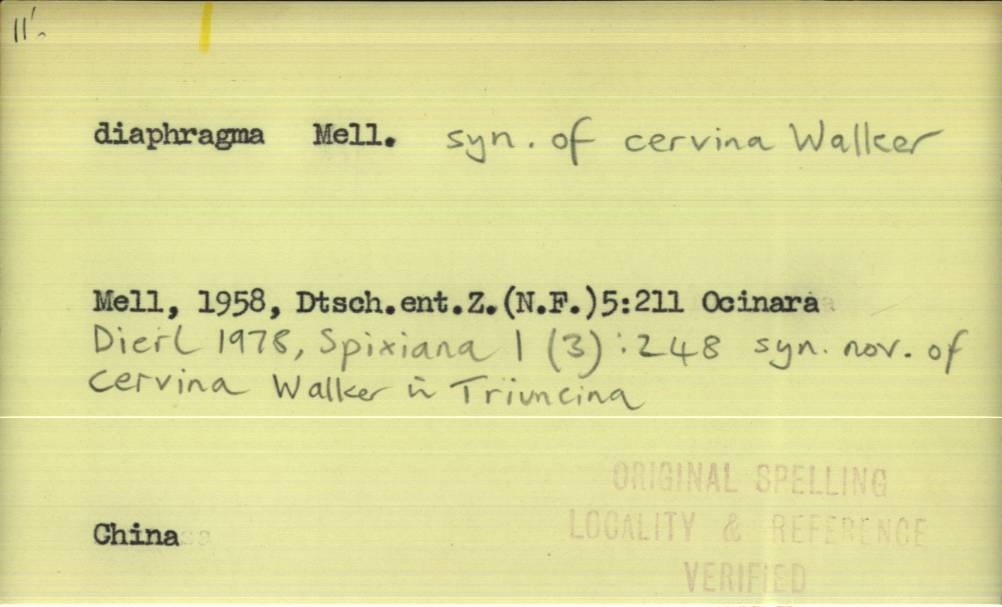 11'.
diaphragma Mell. syn. of cervina Walker
Mell, 1958, Dtsch.ent.Z.(N.F.)5:211 Ocinara
Dierl 1978, Spixiana 1 (3):248 syn. nov. of
cervina Walker in Triuncina
ORIGINAL SPELLING
LOCALITY & REFERENCE
China
VERIFIED